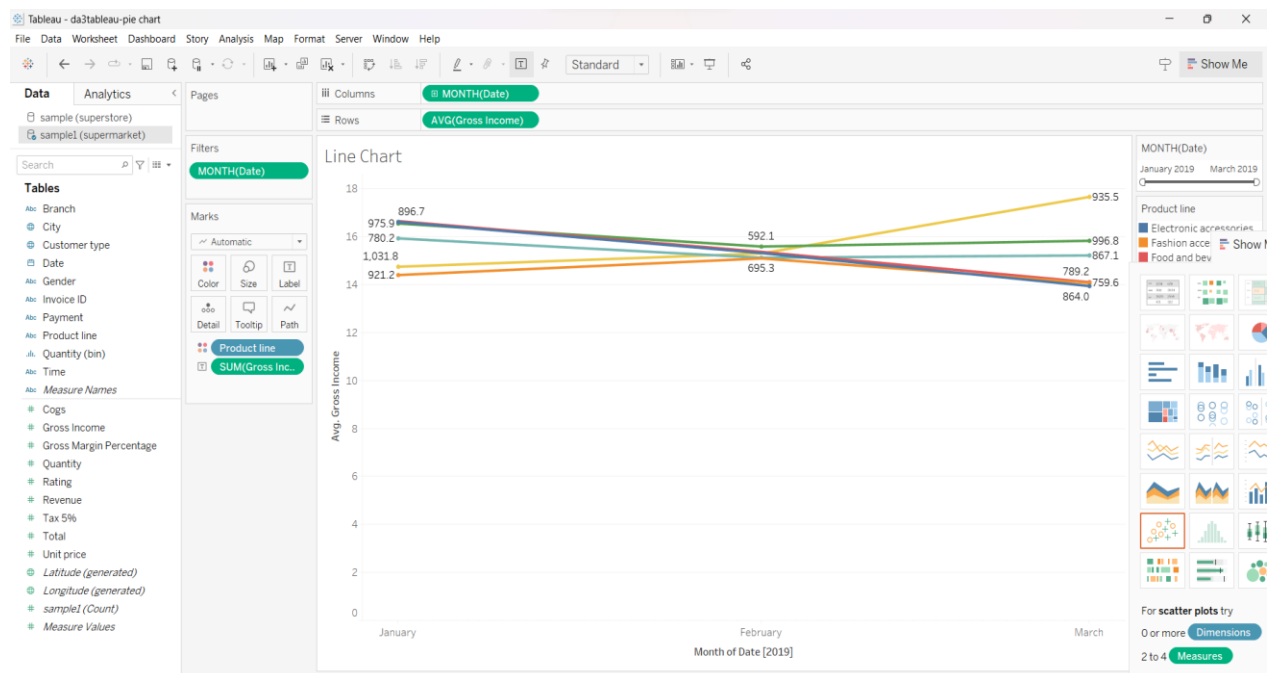 Tableau - da3tableau-pie chart
File Data Worksheet Dashboard Story Analysis Map Format Server Window Help
Standard
Show Me
Data Analytics
sample (superstore)
sample1 (supermarket)
Search
Tables
Abc Branch
City
Customer type
Date
Abc Gender
Abc Invoice ID
Abc Payment
Abc Product line
Quantity (bin)
Abc Time
Abc Measure Names
# Cogs
# Gross Income
# Gross Margin Percentage
# Quantity
# Rating
# Revenue
# Tax 5%
# Total
# Unit price
Latitude (generated)
Longitude (generated)
# sample1 (Count)
# Measure Values
Pages
Filters
MONTH(Date)
Marks
Automatic
Color Size Label
Detail Tooltip Path
Product line
SUM(Gross Inc..
Columns
MONTH(Date)
Rows
AVG(Gross Income)
Line Chart
Avg. Gross Income
18
16
14
12
10
8
6
4
2
0
896.7
975.9
780.2
1,031.8
921.2
592.1
695.3
935.5
996.8
867.1
789.2
759.6
864.0
January February March
Month of Date [2019]
MONTH(Date)
January 2019 March 2019
Product line
Electronic accessories
Fashion acce
Food and bev
Show M
For scatter plots try
0 or more Dimensions
2 to 4 Measures